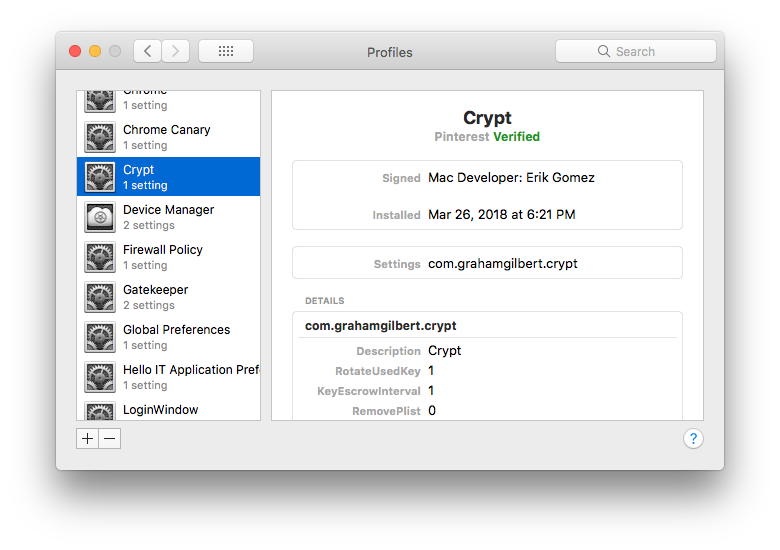 Profiles
Search
Chrome
1 setting
Chrome Canary
1 setting
Crypt
1 setting
Device Manager
2 settings
Firewall Policy
1 setting
Gatekeeper
2 settings
Global Preferences
1 setting
Hello IT Application Pref
1 setting
LoginWindow
Crypt
Pinterest Verified
Signed Mac Developer: Erik Gomez
Installed Mar 26, 2018 at 6:21 PM
Settings com.grahamgilbert.crypt
DETAILS
com.grahamgilbert.crypt
Description Crypt
RotateUsedKey 1
KeyEscrowInterval 1
RemovePlist 0
+ −
?